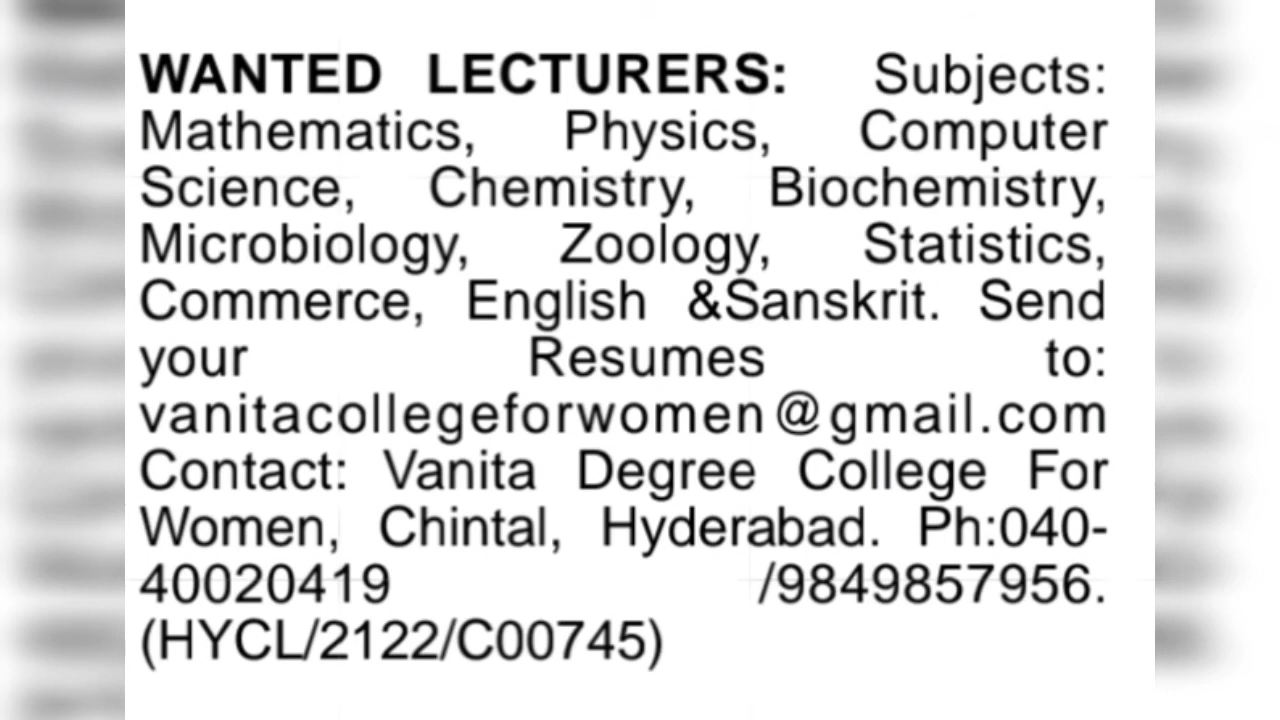 WANTED LECTURERS: Subjects:
Mathematics, Physics, Computer
Science, Chemistry, Biochemistry,
Microbiology, Zoology, Statistics,
Commerce, English &Sanskrit. Send
your Resumes to:
vanitacollegeforwomen@gmail.com
Contact: Vanita Degree College For
Women, Chintal, Hyderabad. Ph:040-
40020419 /9849857956.
(HYCL/2122/C00745)